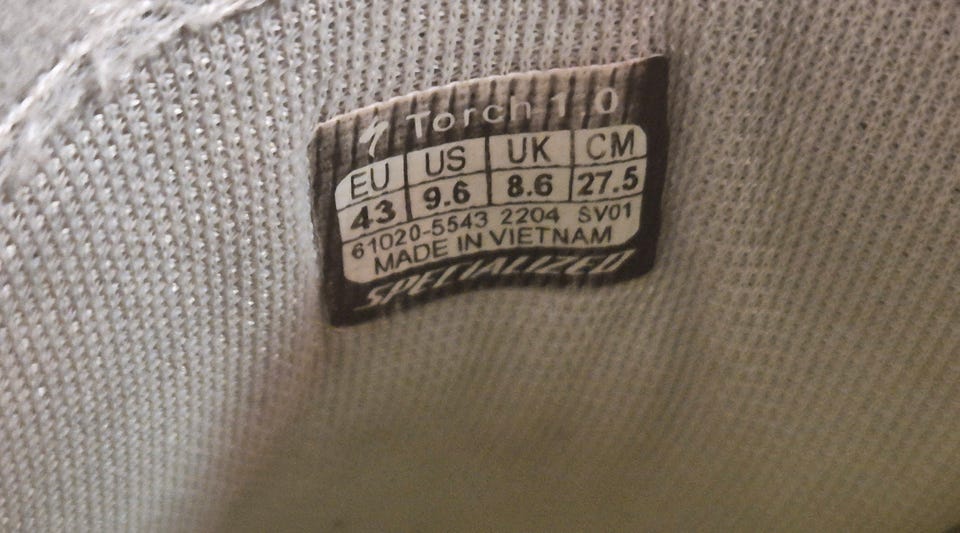 Torch 1.0
EU US UK CM
43 9.6 8.6 27.5
61020-5543 2204 SV01
MADE IN VIETNAM
SPECIALIZED